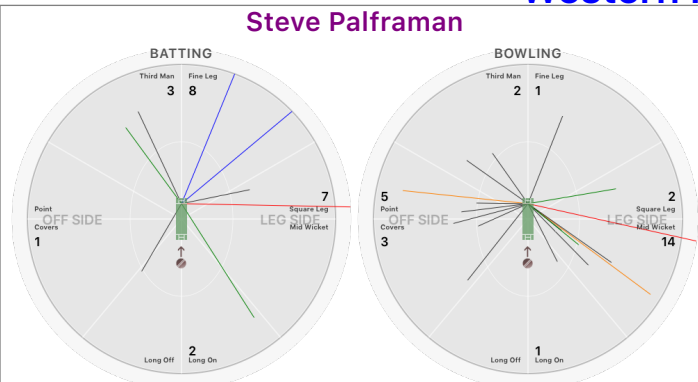 Steve Palframan
BATTING
Third Man Fine Leg
3 8
7
Point Square Leg
OFF SIDE LEG SIDE
Covers Mid Wicket
1
2
Long Off Long On
BOWLING
Third Man Fine Leg
2 1
5 2
Point Square Leg
OFF SIDE LEG SIDE
Covers Mid Wicket
3 14
1
Long Off Long On